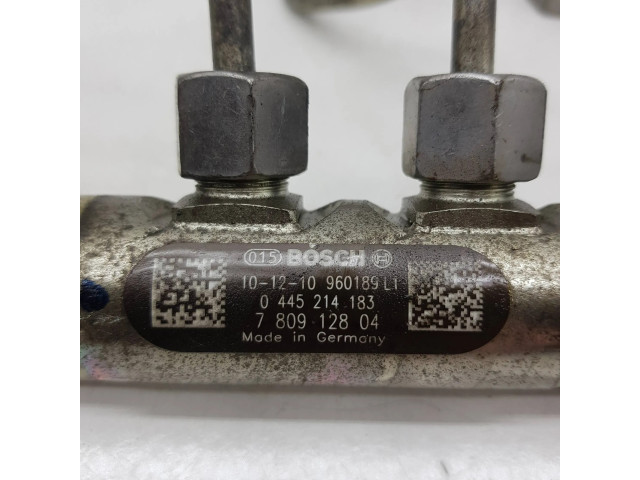 015 BOSCH
10-12-10 960189 L1
0 445 214 183
7 809 128 04
Made in Germany